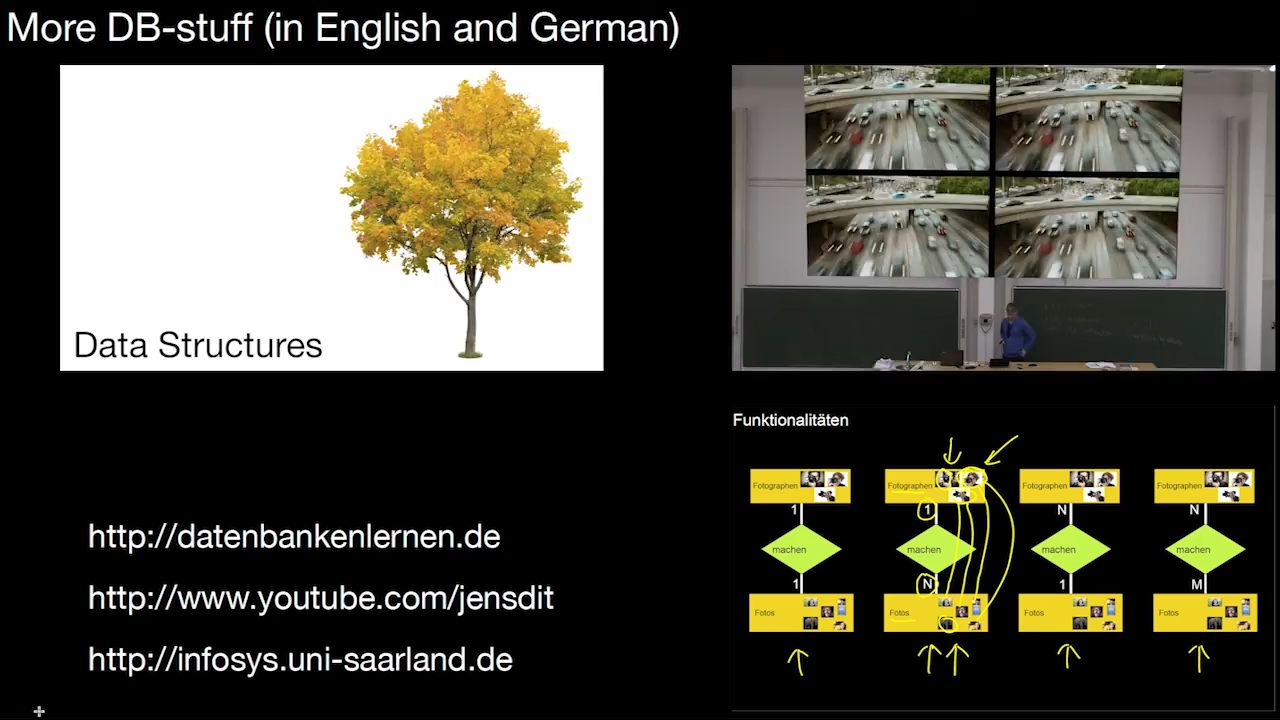 More DB-stuff (in English and German)
Data Structures
http://datenbankenlernen.de
http://www.youtube.com/jensdit
http://infosys.uni-saarland.de
Funktionalitäten
Fotographen Fotographen Fotographen Fotographen
1 1 N N
machen machen machen machen
1 N 1 M
Fotos Fotos Fotos Fotos